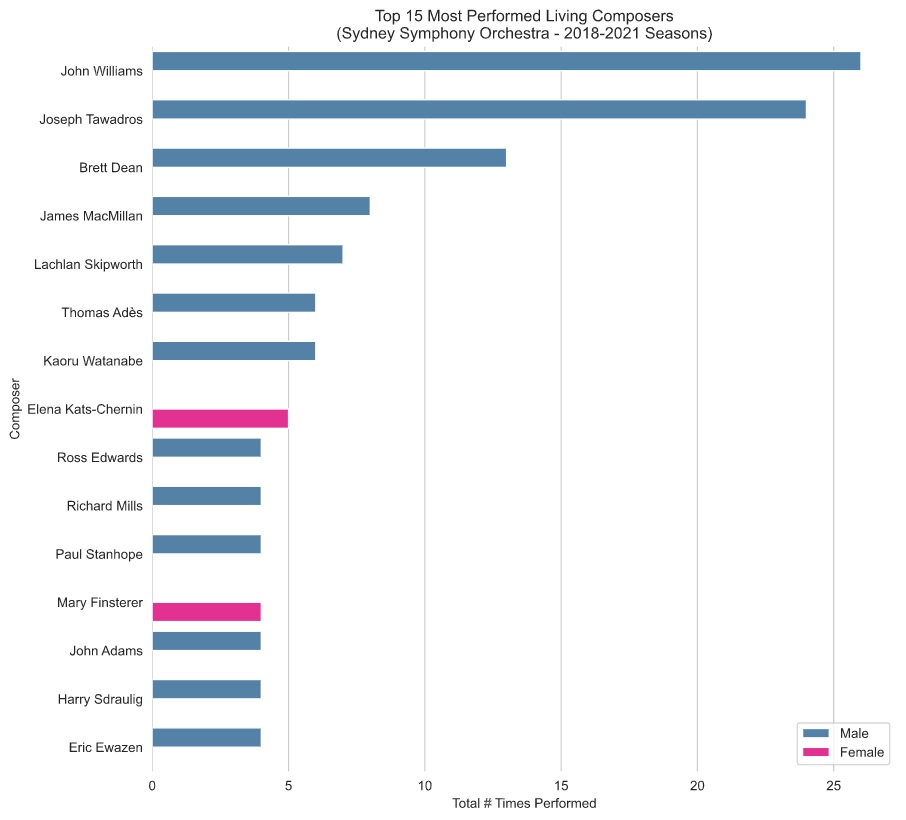 Top 15 Most Performed Living Composers
(Sydney Symphony Orchestra - 2018-2021 Seasons)
Composer
John Williams
Joseph Tawadros
Brett Dean
James MacMillan
Lachlan Skipworth
Thomas Adès
Kaoru Watanabe
Elena Kats-Chernin
Ross Edwards
Richard Mills
Paul Stanhope
Mary Finsterer
John Adams
Harry Sdraulig
Eric Ewazen
Male
Female
0 5 10 15 20 25
Total # Times Performed